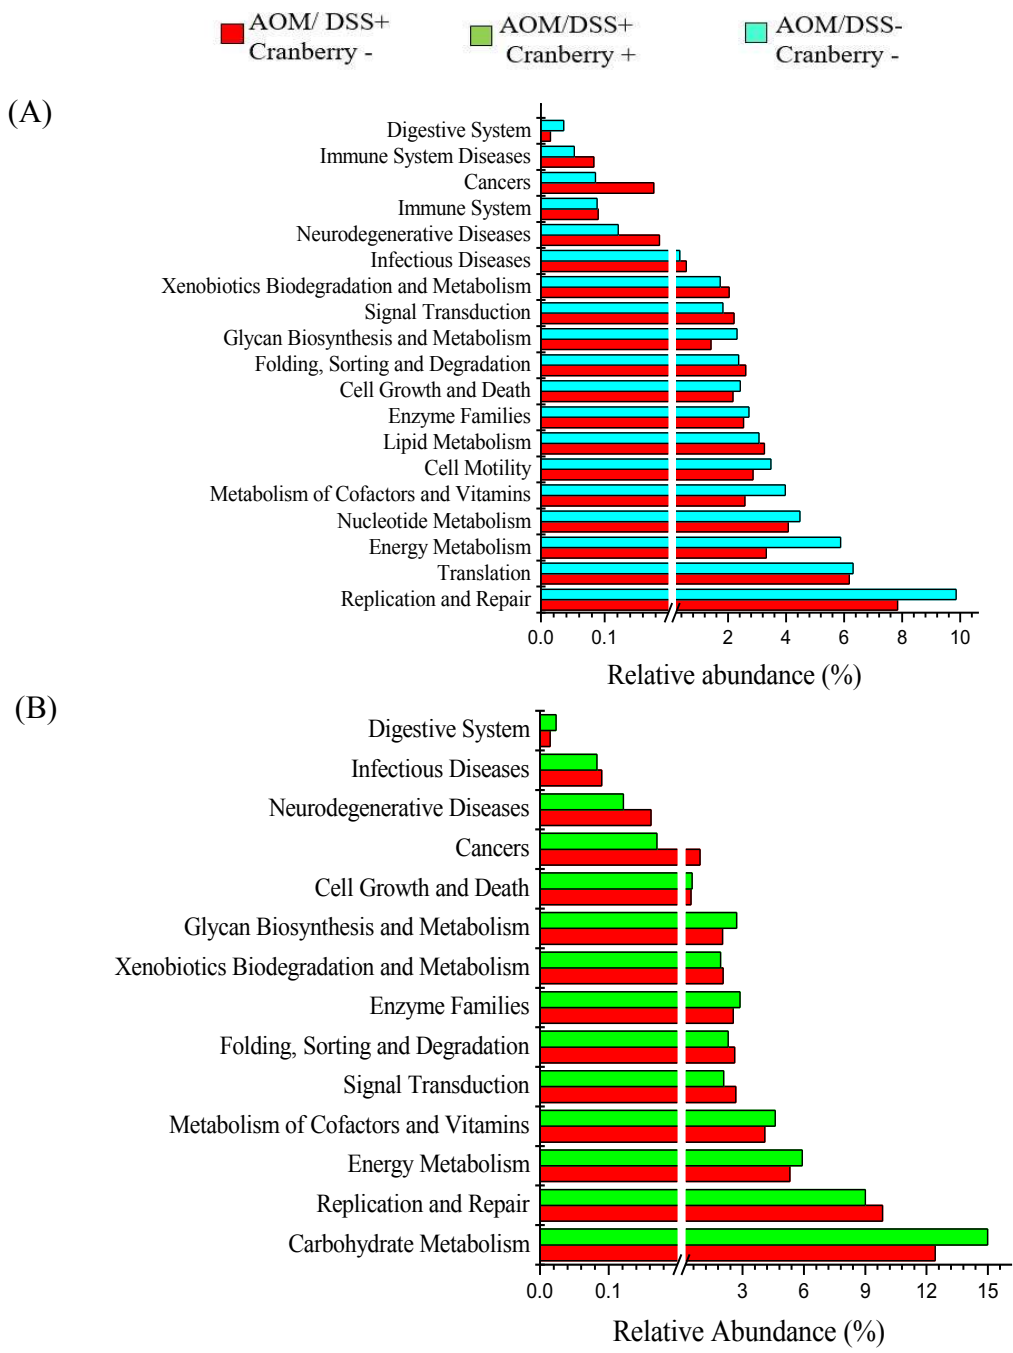 AOM/ DSS+
Cranberry -
AOM/DSS+
Cranberry +
AOM/DSS-
Cranberry -
(A)
Digestive System
Immune System Diseases
Cancers
Immune System
Neurodegenerative Diseases
Infectious Diseases
Xenobiotics Biodegradation and Metabolism
Signal Transduction
Glycan Biosynthesis and Metabolism
Folding, Sorting and Degradation
Cell Growth and Death
Enzyme Families
Lipid Metabolism
Cell Motility
Metabolism of Cofactors and Vitamins
Nucleotide Metabolism
Energy Metabolism
Translation
Replication and Repair
0.0 0.1 2 4 6 8 10
Relative abundance (%)
(B)
Digestive System
Infectious Diseases
Neurodegenerative Diseases
Cancers
Cell Growth and Death
Glycan Biosynthesis and Metabolism
Xenobiotics Biodegradation and Metabolism
Enzyme Families
Folding, Sorting and Degradation
Signal Transduction
Metabolism of Cofactors and Vitamins
Energy Metabolism
Replication and Repair
Carbohydrate Metabolism
0.0 0.1 3 6 9 12 15
Relative Abundance (%)